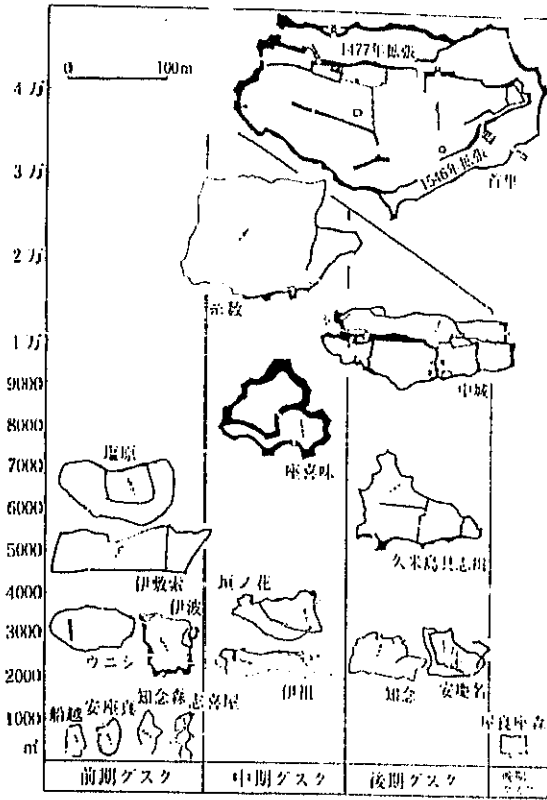 1477年拡張
0 100m
4万
1546年拡張
首里
3万
2万
糸数
1万
中城
9000
8000
座喜味
7000
塩原
6000
久米島具志川
5000
伊敷索
4000
垣ノ花
伊波
3000
ウニシ
伊祖
知念
安慶名
2000
船越
安座真
知念森
志喜屋
屋良座森
1000
㎡
前期グスク
中期グスク
後期グスク